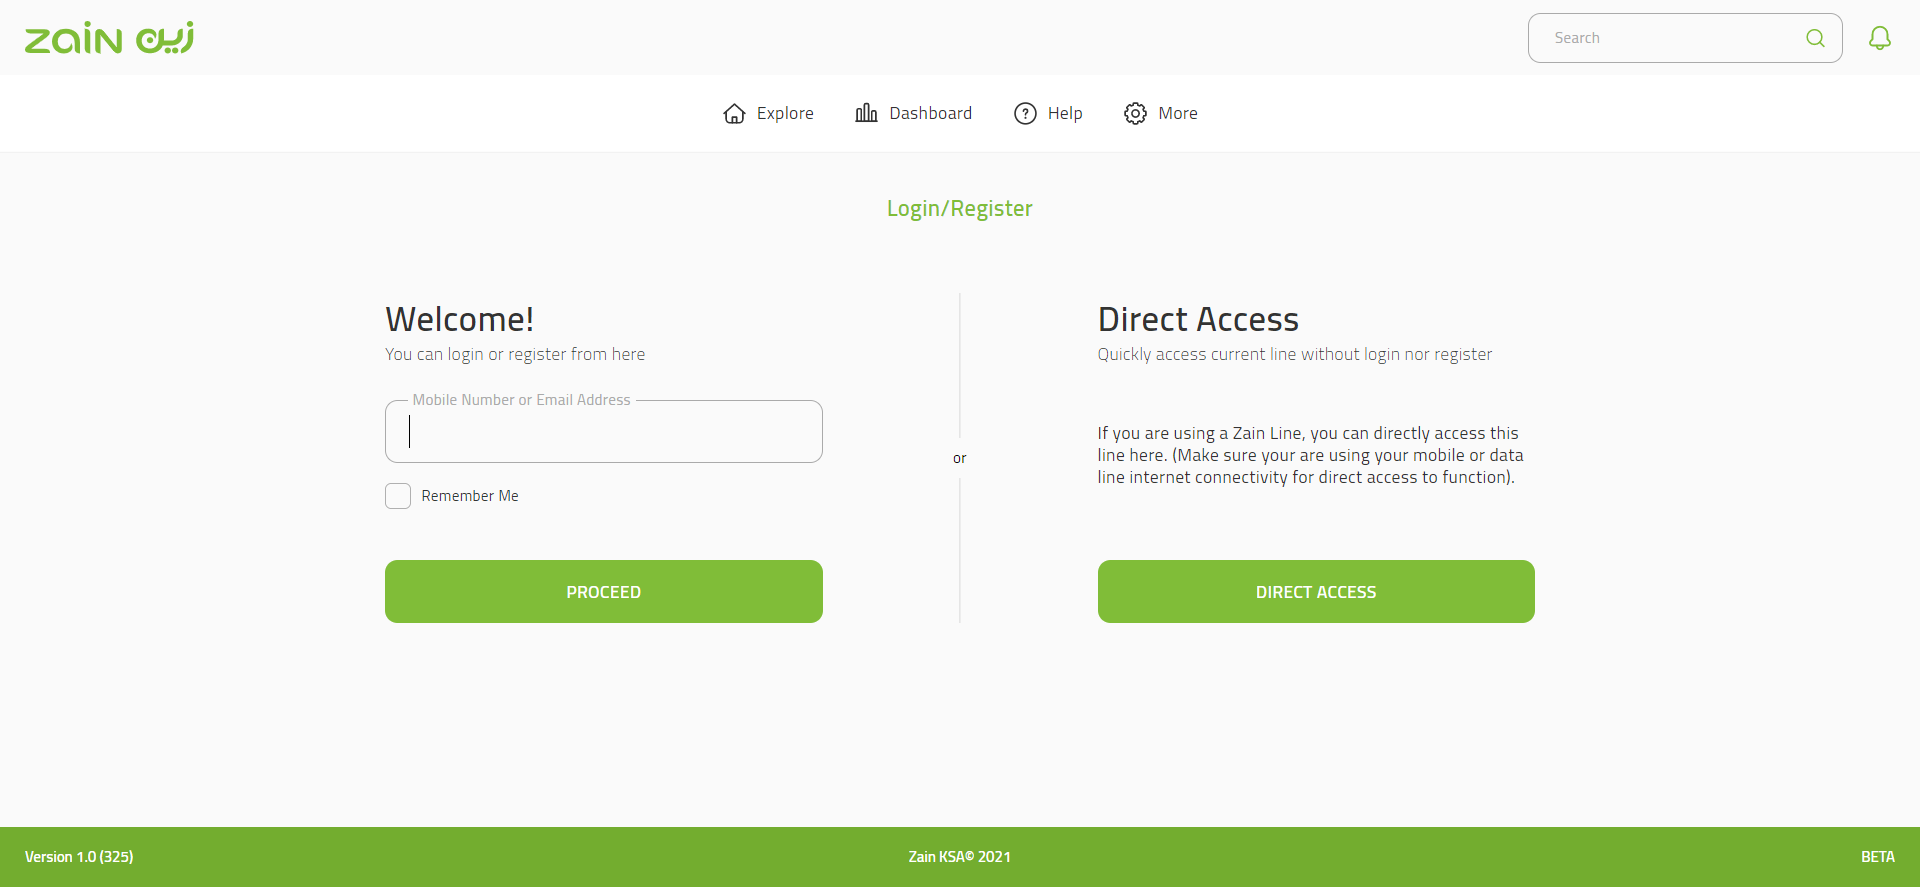 zain زين
Search
Explore
Dashboard
Help
More
Login/Register
Welcome!
You can login or register from here
Mobile Number or Email Address
Remember Me
PROCEED
or
Direct Access
Quickly access current line without login nor register
If you are using a Zain Line, you can directly access this
line here. (Make sure your are using your mobile or data
line internet connectivity for direct access to function).
DIRECT ACCESS
Version 1.0 (325)
Zain KSA© 2021
BETA